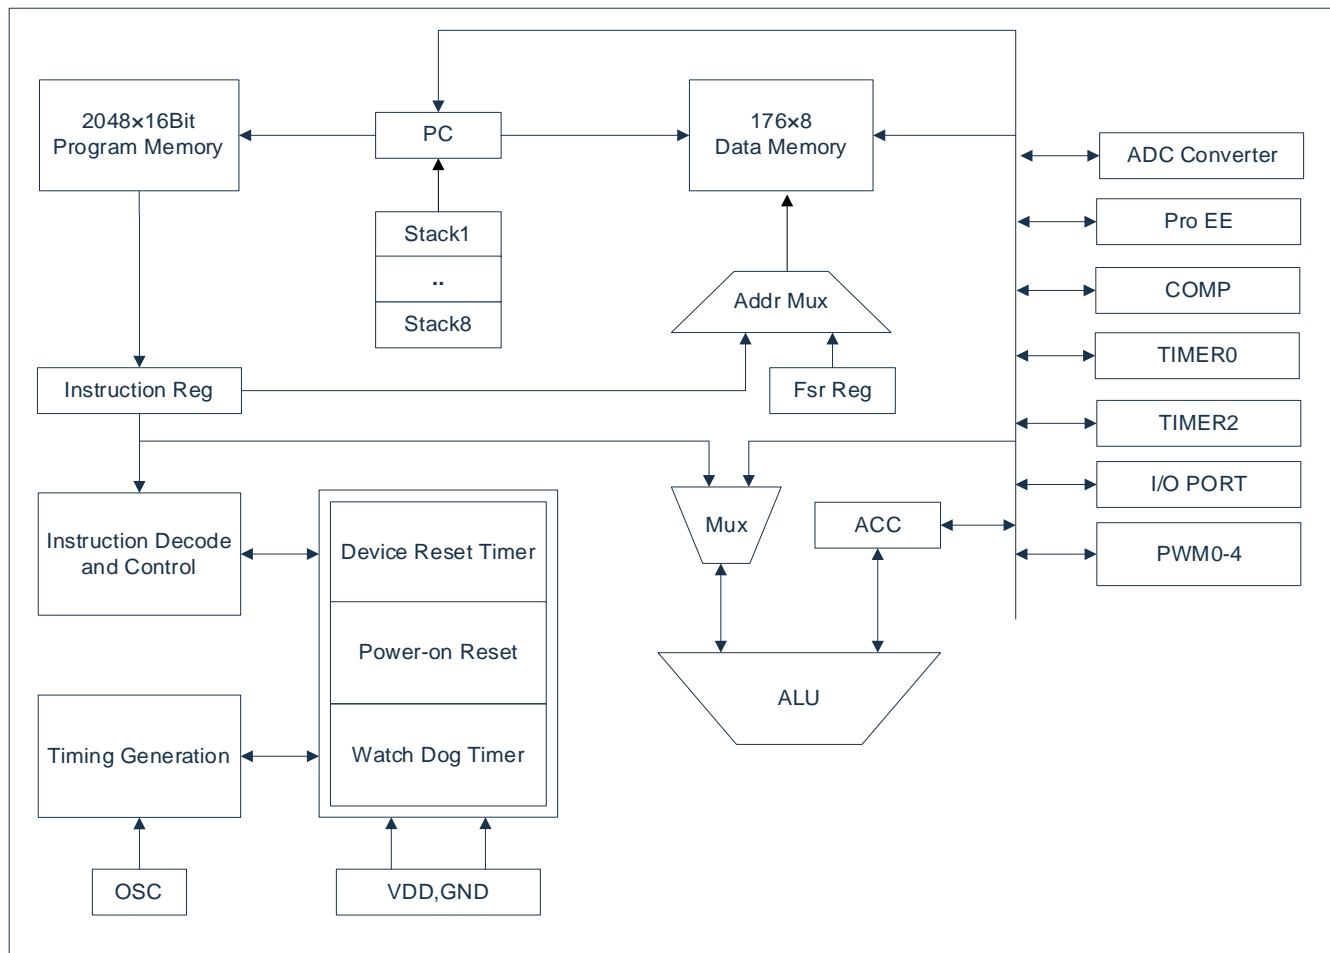 2048×16Bit
Program Memory
PC
176×8
Data Memory
ADC Converter
Pro EE
Stack1
..
Stack8
Addr Mux
COMP
TIMER0
Instruction Reg
Fsr Reg
TIMER2
I/O PORT
Mux
ACC
Instruction Decode
and Control
Device Reset Timer
PWM0-4
Power-on Reset
ALU
Timing Generation
Watch Dog Timer
OSC
VDD,GND